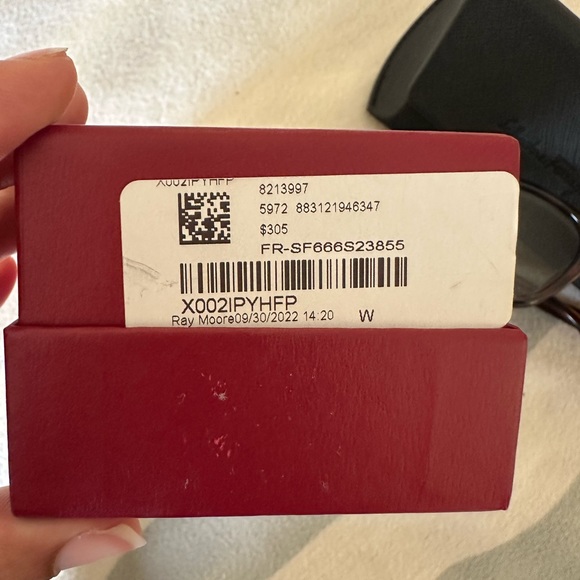 X002IPYHFP
8213997
5972 883121946347
$305
FR-SF666S23855
X002IPYHFP
Ray Moore09/30/2022 14:20 W